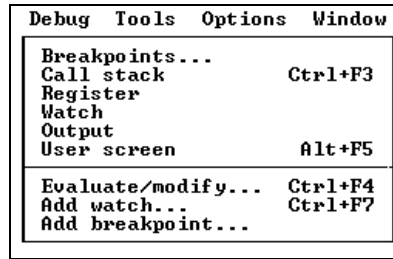 Debug Tools Options Window
Breakpoints...
Call stack Ctrl+F3
Register
Watch
Output
User screen Alt+F5
Evaluate/modify... Ctrl+F4
Add watch... Ctrl+F7
Add breakpoint...